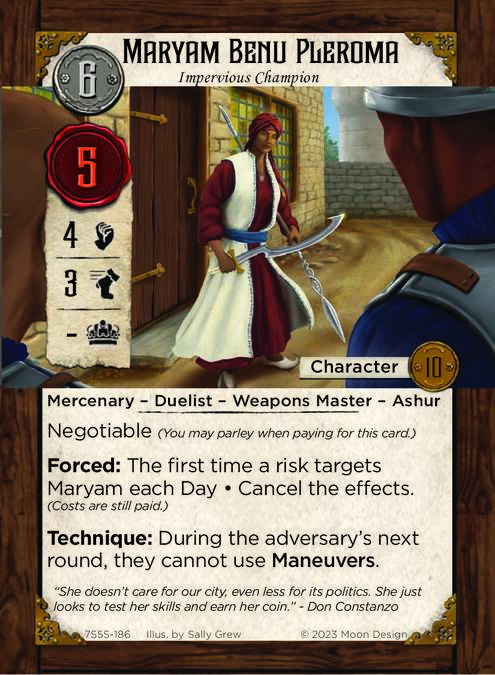 6
MARYAM BENU PLEROMA
Impervious Champion
5
4
3
-
Character
10
Mercenary – Duelist – Weapons Master – Ashur
Negotiable (You may parley when paying for this card.)
Forced: The first time a risk targets
Maryam each Day • Cancel the effects.
(Costs are still paid.)
Technique: During the adversary’s next
round, they cannot use Maneuvers.
“She doesn’t care for our city, even less for its politics. She just
looks to test her skills and earn her coin.” - Don Constanzo
7S5S-186 Illus. by Sally Grew © 2023 Moon Design